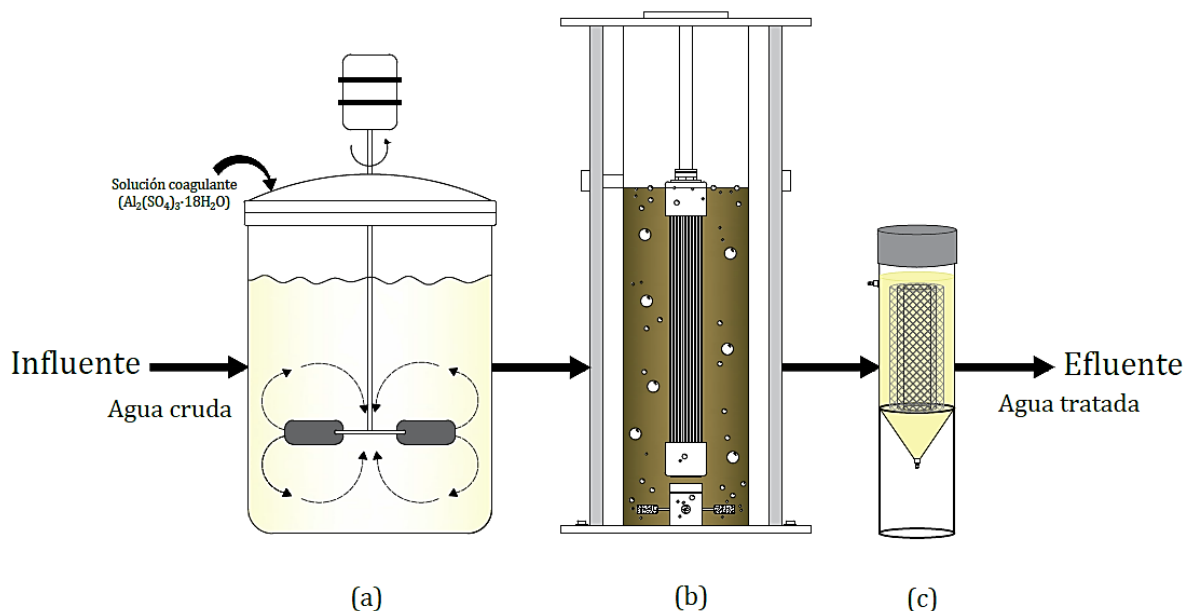 Solución coagulante
(Al₂(SO₄)₃·18H₂O)
Influente
Agua cruda
Efluente
Agua tratada
(a)
(b)
(c)